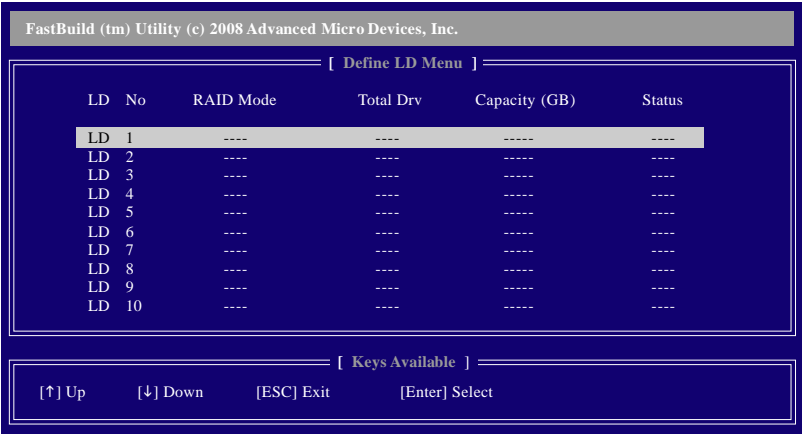 FastBuild (tm) Utility (c) 2008 Advanced Micro Devices, Inc.
[ Define LD Menu ]
LD No RAID Mode Total Drv Capacity (GB) Status
LD 1 ---- ---- ----- ----
LD 2 ---- ---- ----- ----
LD 3 ---- ---- ----- ----
LD 4 ---- ---- ----- ----
LD 5 ---- ---- ----- ----
LD 6 ---- ---- ----- ----
LD 7 ---- ---- ----- ----
LD 8 ---- ---- ----- ----
LD 9 ---- ---- ----- ----
LD 10 ---- ---- ----- ----
[ Keys Available ]
[↑] Up [↓] Down [ESC] Exit [Enter] Select